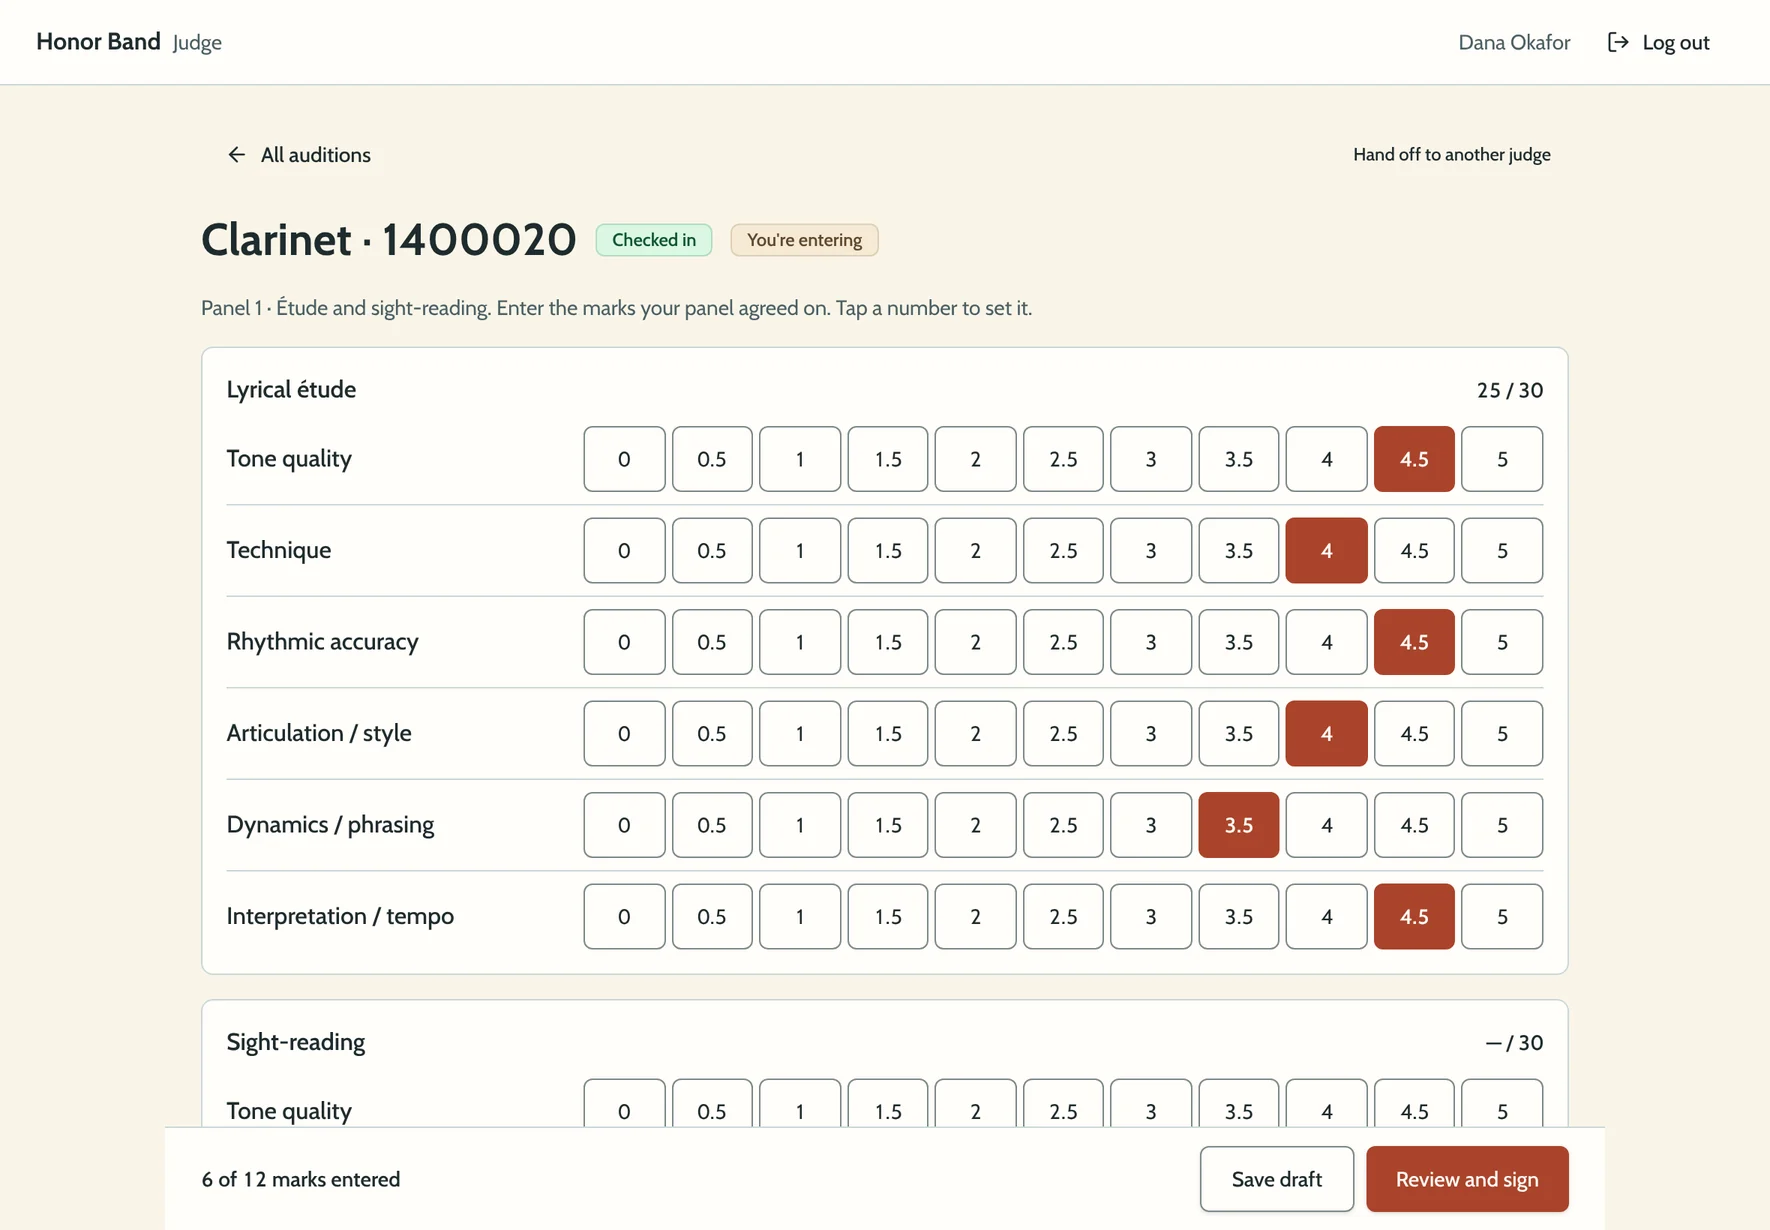 Honor Band Judge
Dana Okafor Log out
All auditions
Hand off to another judge
Clarinet · 1400020 Checked in You're entering
Panel 1 · Étude and sight-reading. Enter the marks your panel agreed on. Tap a number to set it.
Lyrical étude 25 / 30
Tone quality 0 0.5 1 1.5 2 2.5 3 3.5 4 4.5 5
Technique 0 0.5 1 1.5 2 2.5 3 3.5 4 4.5 5
Rhythmic accuracy 0 0.5 1 1.5 2 2.5 3 3.5 4 4.5 5
Articulation / style 0 0.5 1 1.5 2 2.5 3 3.5 4 4.5 5
Dynamics / phrasing 0 0.5 1 1.5 2 2.5 3 3.5 4 4.5 5
Interpretation / tempo 0 0.5 1 1.5 2 2.5 3 3.5 4 4.5 5
Sight-reading — / 30
Tone quality 0 0.5 1 1.5 2 2.5 3 3.5 4 4.5 5
6 of 12 marks entered Save draft Review and sign